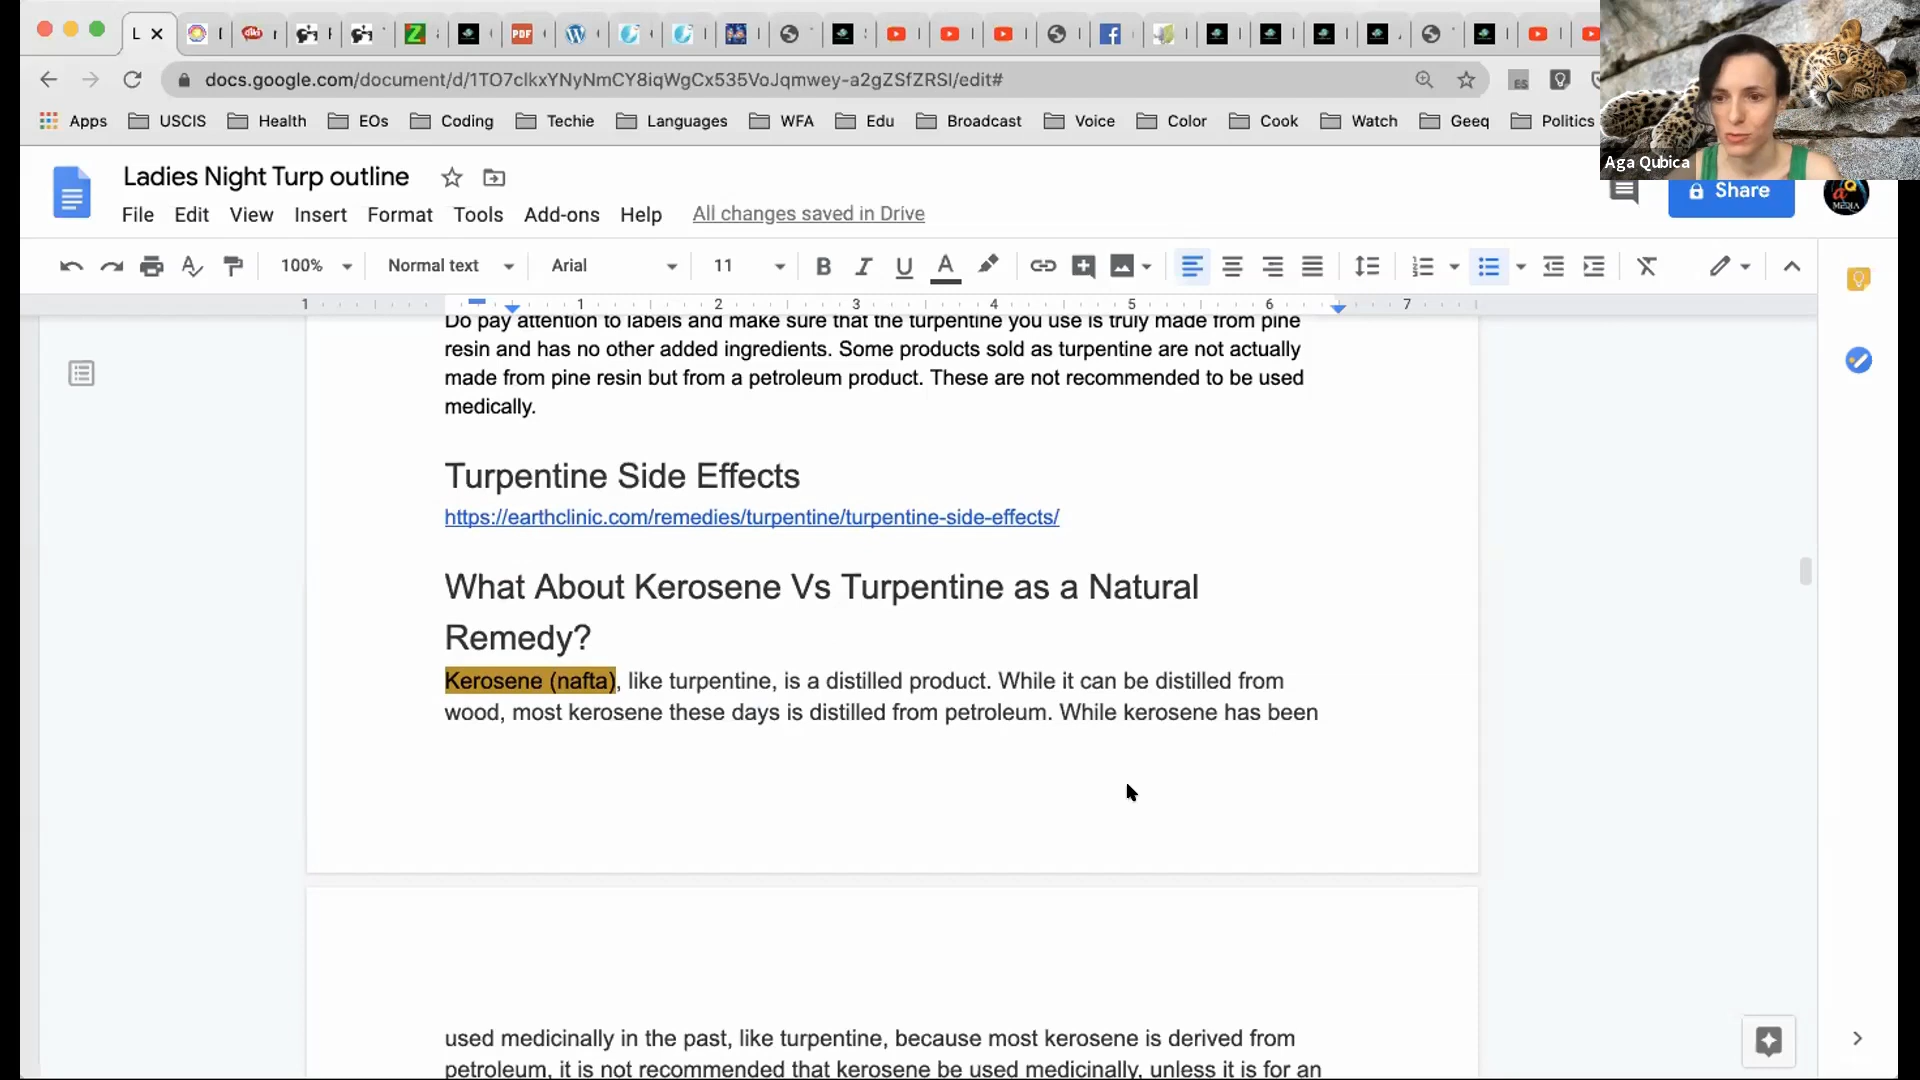 L
docs.google.com/document/d/1TO7clkxYNyNmCY8iqWgCx535VoJqmwey-a2gZSfZRSI/edit#
Apps USCIS Health EOs Coding Techie Languages WFA Edu Broadcast Voice Color Cook Watch Geeq Politics
Aga Qubica
Ladies Night Turp outline
Share
File Edit View Insert Format Tools Add-ons Help All changes saved in Drive
100% Normal text Arial 11
1 1 2 3 4 5 6 7
Do pay attention to labels and make sure that the turpentine you use is truly made from pine
resin and has no other added ingredients. Some products sold as turpentine are not actually
made from pine resin but from a petroleum product. These are not recommended to be used
medically.
Turpentine Side Effects
https://earthclinic.com/remedies/turpentine/turpentine-side-effects/
What About Kerosene Vs Turpentine as a Natural
Remedy?
Kerosene (nafta), like turpentine, is a distilled product. While it can be distilled from
wood, most kerosene these days is distilled from petroleum. While kerosene has been
used medicinally in the past, like turpentine, because most kerosene is derived from
petroleum, it is not recommended that kerosene be used medicinally, unless it is for an